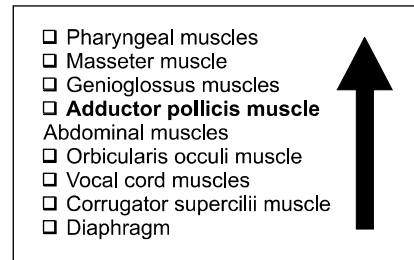 ❑ Pharyngeal muscles
❑ Masseter muscle
❑ Genioglossus muscles
❑ Adductor pollicis muscle
Abdominal muscles
❑ Orbicularis occuli muscle
❑ Vocal cord muscles
❑ Corrugator supercilii muscle
❑ Diaphragm